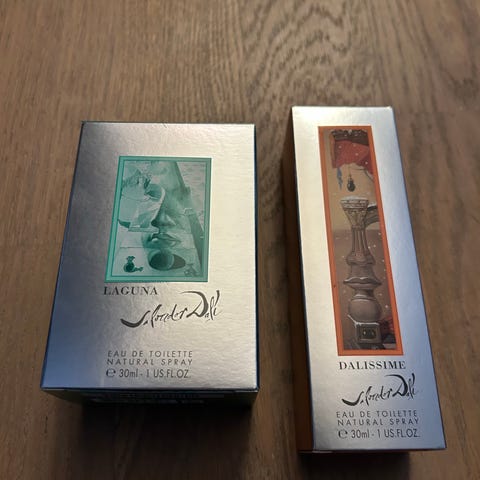 LAGUNA
Salvador Dalí
EAU DE TOILETTE
NATURAL SPRAY
℮ 30ml - 1 US.FL.OZ.
DALISSIME
Salvador Dalí
EAU DE TOILETTE
NATURAL SPRAY
℮ 30ml - 1 US.FL.OZ.